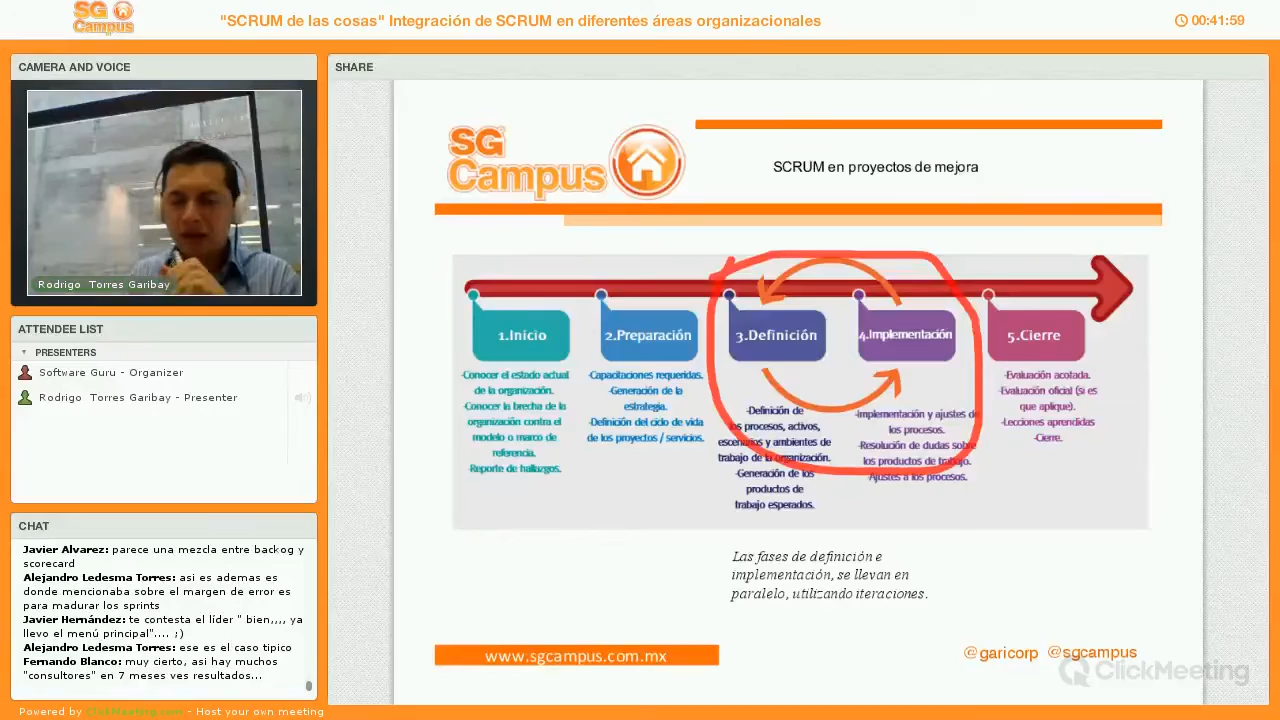 SG Campus
"SCRUM de las cosas" Integración de SCRUM en diferentes áreas organizacionales
00:41:59
CAMERA AND VOICE
Rodrigo Torres Garibay
ATTENDEE LIST
PRESENTERS
Software Guru - Organizer
Rodrigo Torres Garibay - Presenter
CHAT
Javier Alvarez: parece una mezcla entre backog y
scorecard
Alejandro Ledesma Torres: asi es ademas es
donde mencionaba sobre el margen de error es
para madurar los sprints
Javier Hernández: te contesta el líder " bien,,,, ya
llevo el menú principal".... ;)
Alejandro Ledesma Torres: ese es el caso tipico
Fernando Blanco: muy cierto, asi hay muchos
"consultores" en 7 meses ves resultados...
SHARE
SG
Campus
SCRUM en proyectos de mejora
1.Inicio
-Conocer el estado actual
de la organización.
-Conocer la brecha de la
organización contra el
modelo o marco de
referencia.
-Reporte de hallazgos.
2.Preparación
-Capacitaciones requeridas.
-Generación de la
estrategia.
-Definición del ciclo de vida
de los proyectos / servicios.
3.Definición
-Definición de
los procesos, activos,
escenarios y ambientes de
trabajo de la organización.
-Generación de los
productos de
trabajo esperados.
4.Implementación
-Implementación y ajustes de
los procesos.
-Resolución de dudas sobre
los productos de trabajo.
-Ajustes a los procesos.
5.Cierre
-Evaluación acotada.
-Evaluación oficial (si es
que aplique).
-Lecciones aprendidas
-Cierre.
Las fases de definición e
implementación, se llevan en
paralelo, utilizando iteraciones.
www.sgcampus.com.mx
@garicorp @sgcampus
ClickMeeting
Powered by ClickMeeting.com - Host your own meeting